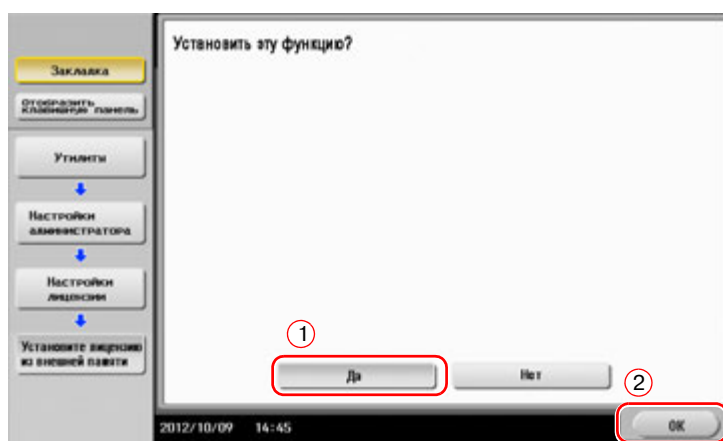 Установить эту функцию?
Закладка
Отобразить
клавишную панель
Утилиты
Настройки
администратора
Настройки
лицензии
Установите лицензию
из внешней памяти
1
Да
Нет
2
2012/10/09 14:45
OK